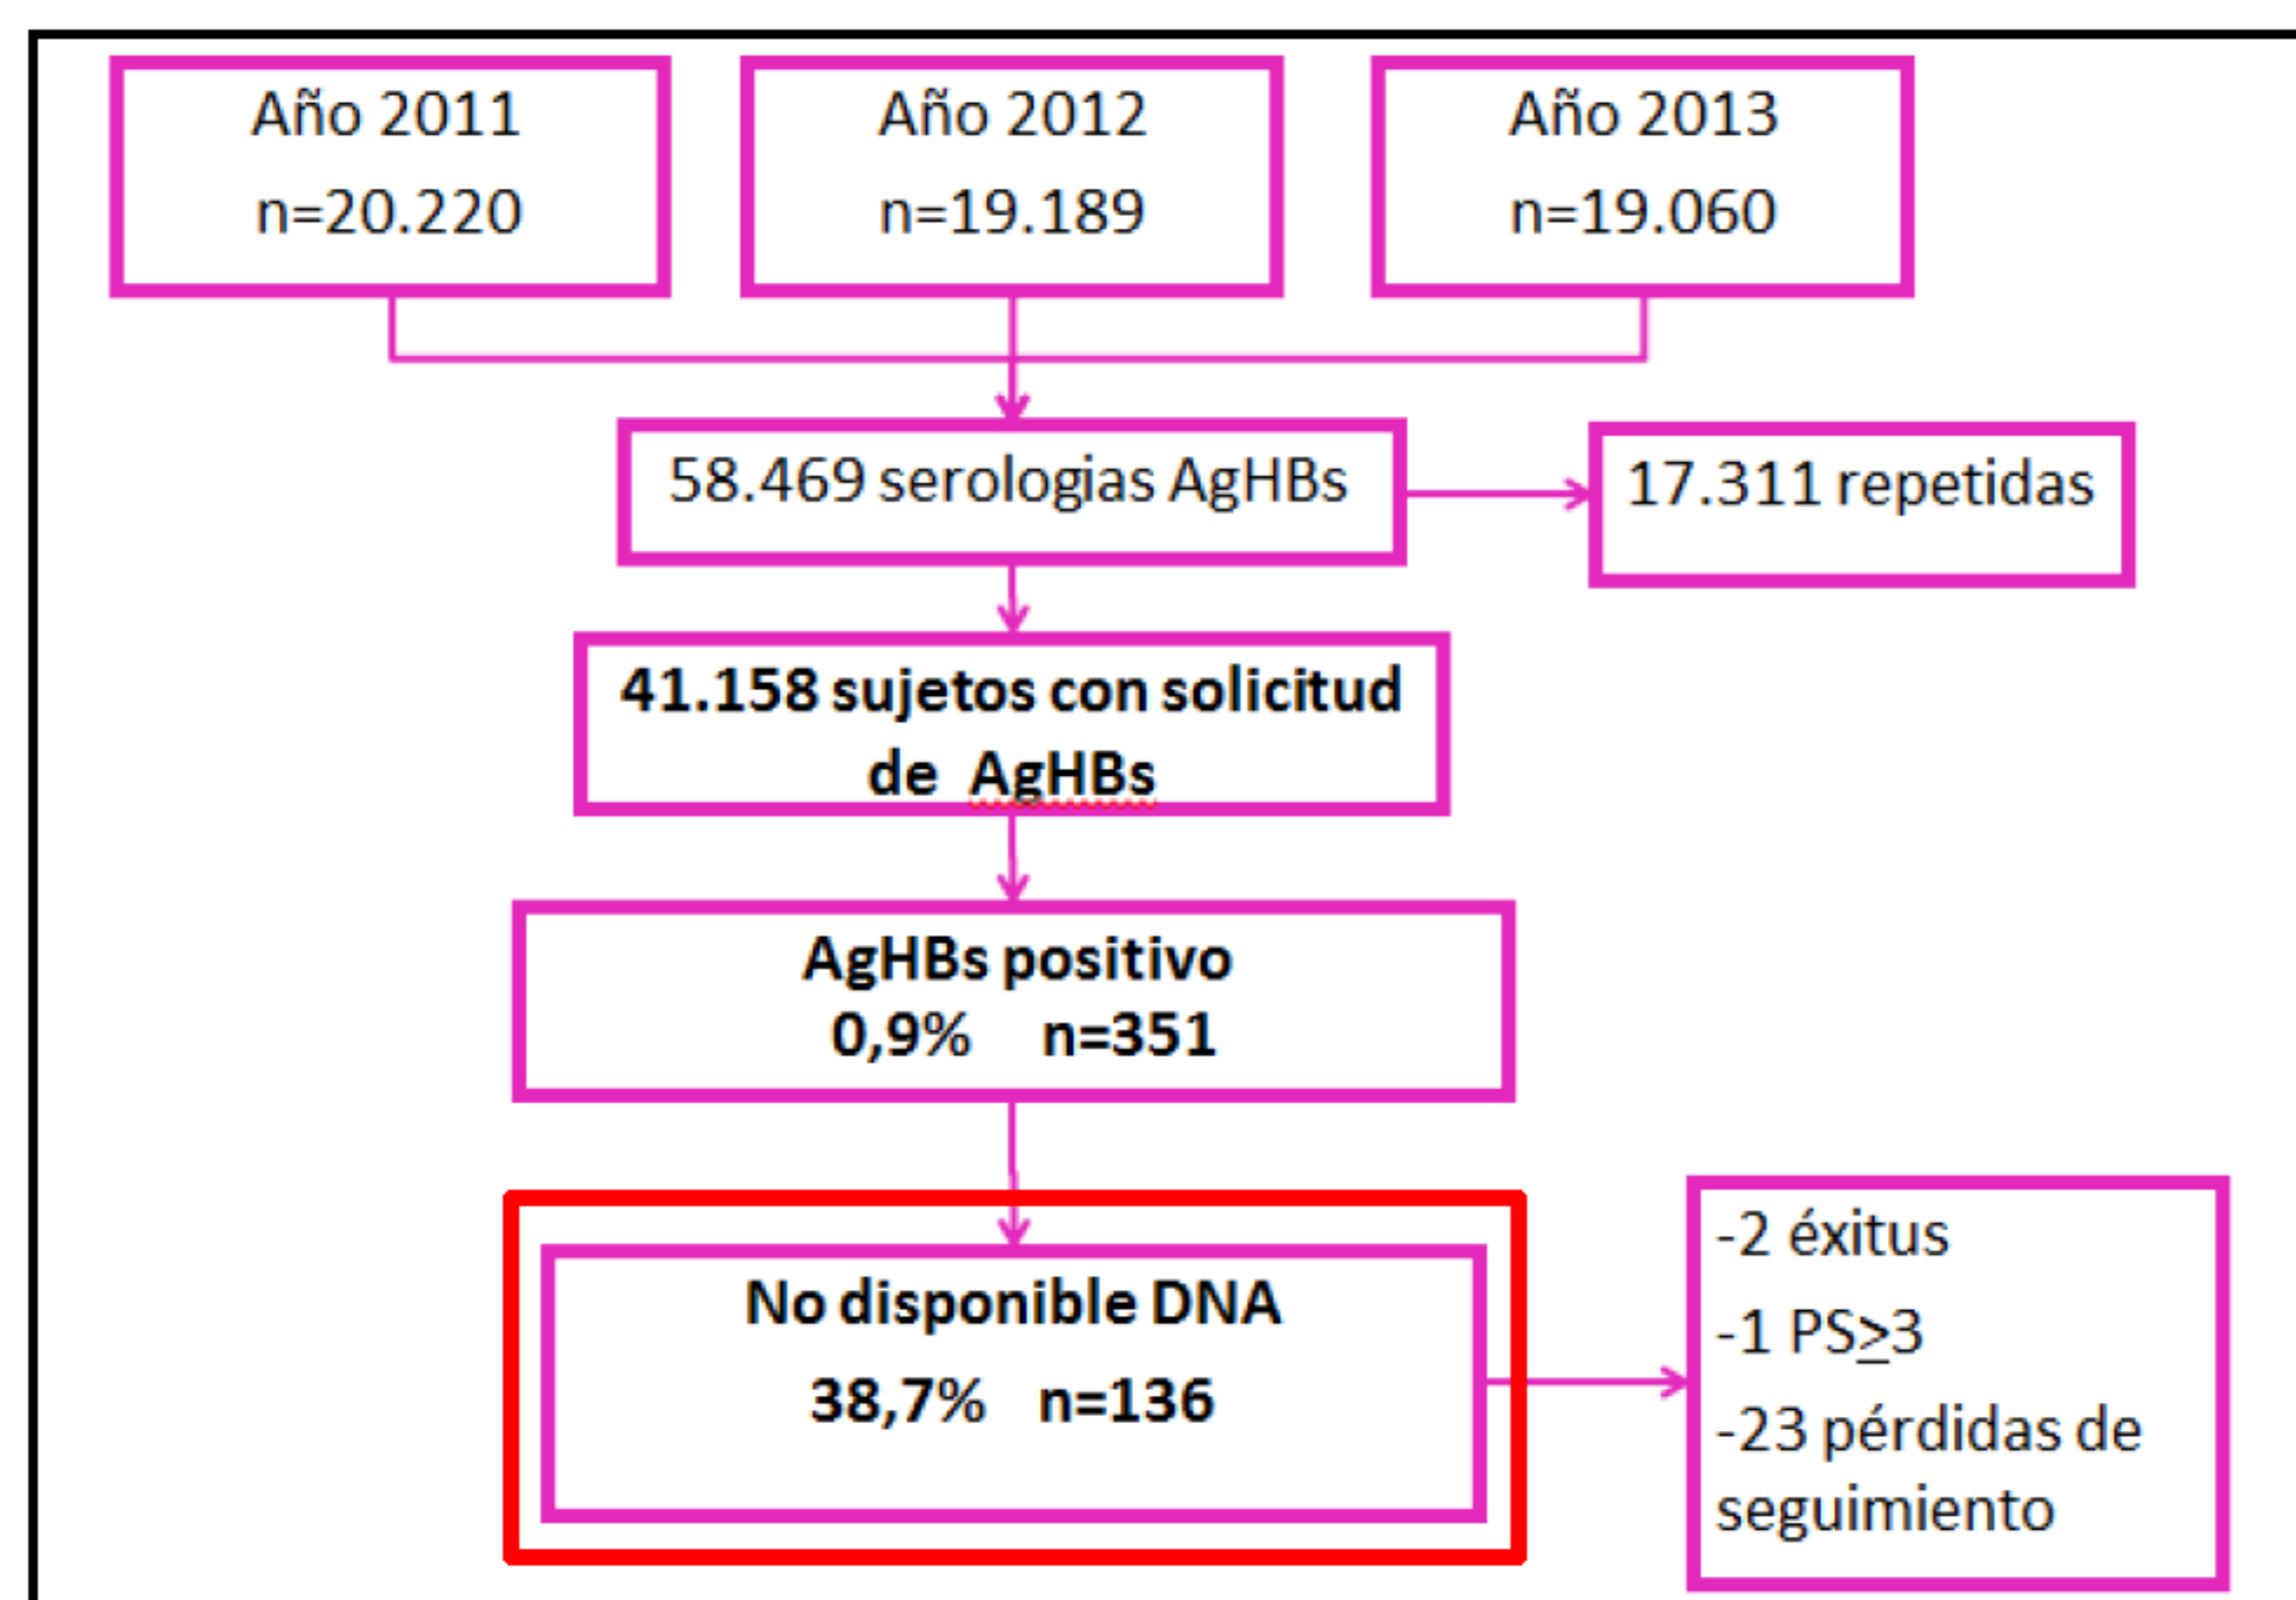 Año 2011
n=20.220
Año 2012
n=19.189
Año 2013
n=19.060
58.469 serologias AgHBs
17.311 repetidas
41.158 sujetos con solicitud
de AgHBs
AgHBs positivo
0,9% n=351
No disponible DNA
38,7% n=136
-2 éxitus
-1 PS≥3
-23 pérdidas de
seguimiento